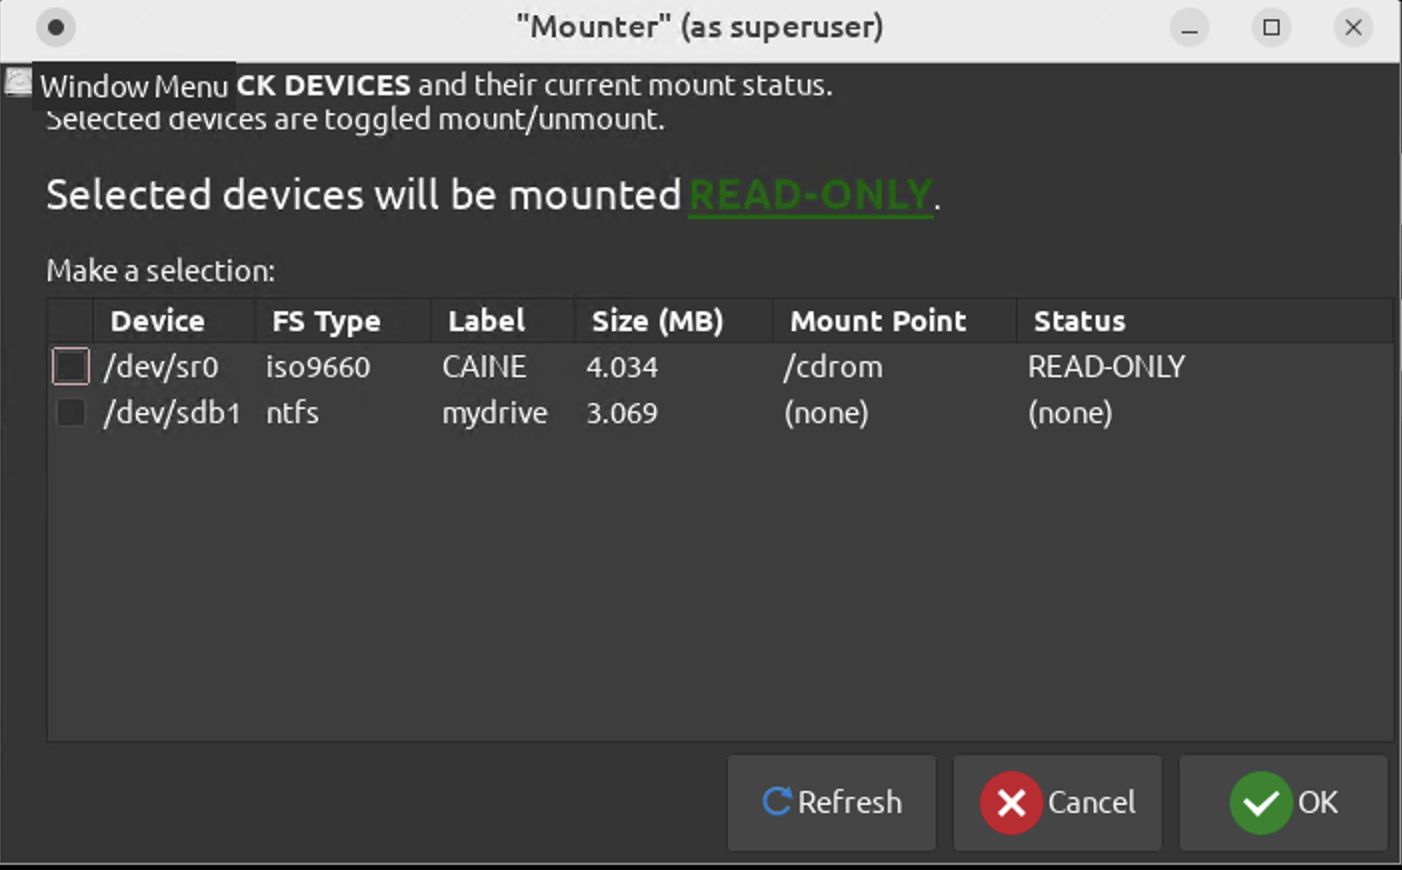 "Mounter" (as superuser)
Window Menu CK DEVICES and their current mount status.
Selected devices are toggled mount/unmount.
Selected devices will be mounted READ-ONLY.
Make a selection:
Device FS Type Label Size (MB) Mount Point Status
/dev/sr0 iso9660 CAINE 4.034 /cdrom READ-ONLY
/dev/sdb1 ntfs mydrive 3.069 (none) (none)
Refresh Cancel OK